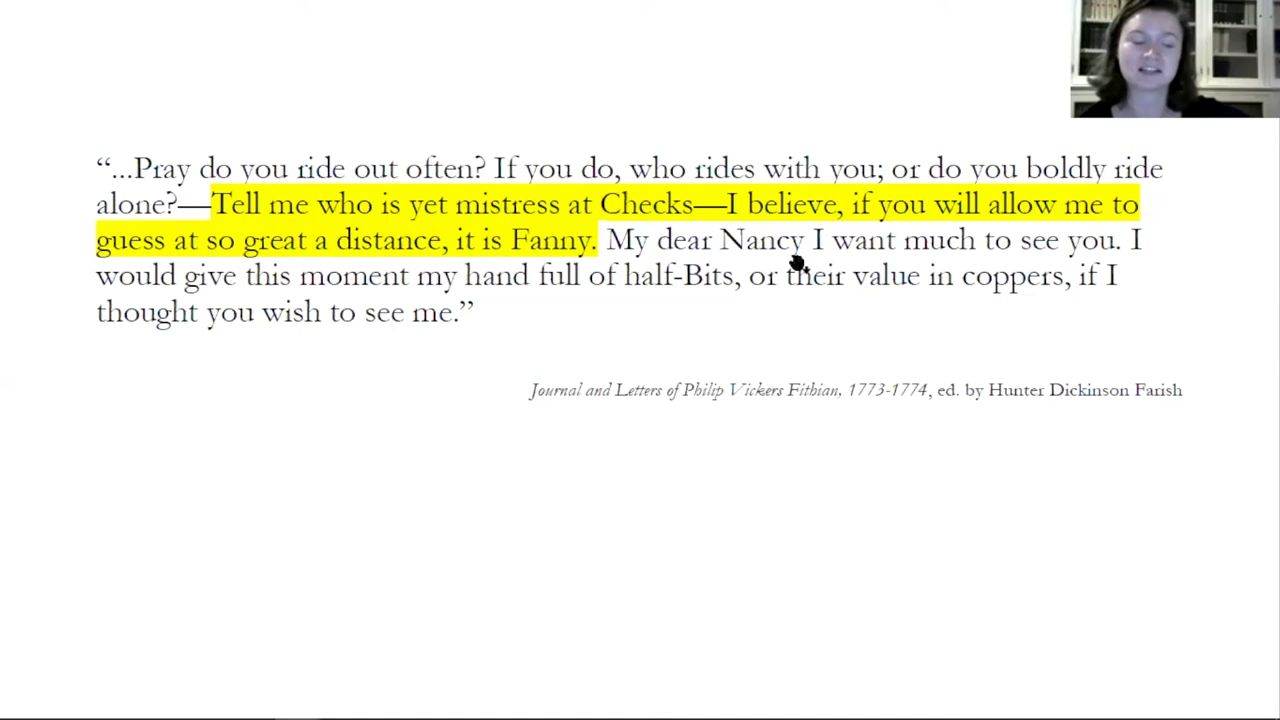 “...Pray do you ride out often? If you do, who rides with you; or do you boldly ride
alone?—Tell me who is yet mistress at Checks—I believe, if you will allow me to
guess at so great a distance, it is Fanny. My dear Nancy I want much to see you. I
would give this moment my hand full of half-Bits, or their value in coppers, if I
thought you wish to see me.”
Journal and Letters of Philip Vickers Fithian, 1773-1774, ed. by Hunter Dickinson Farish